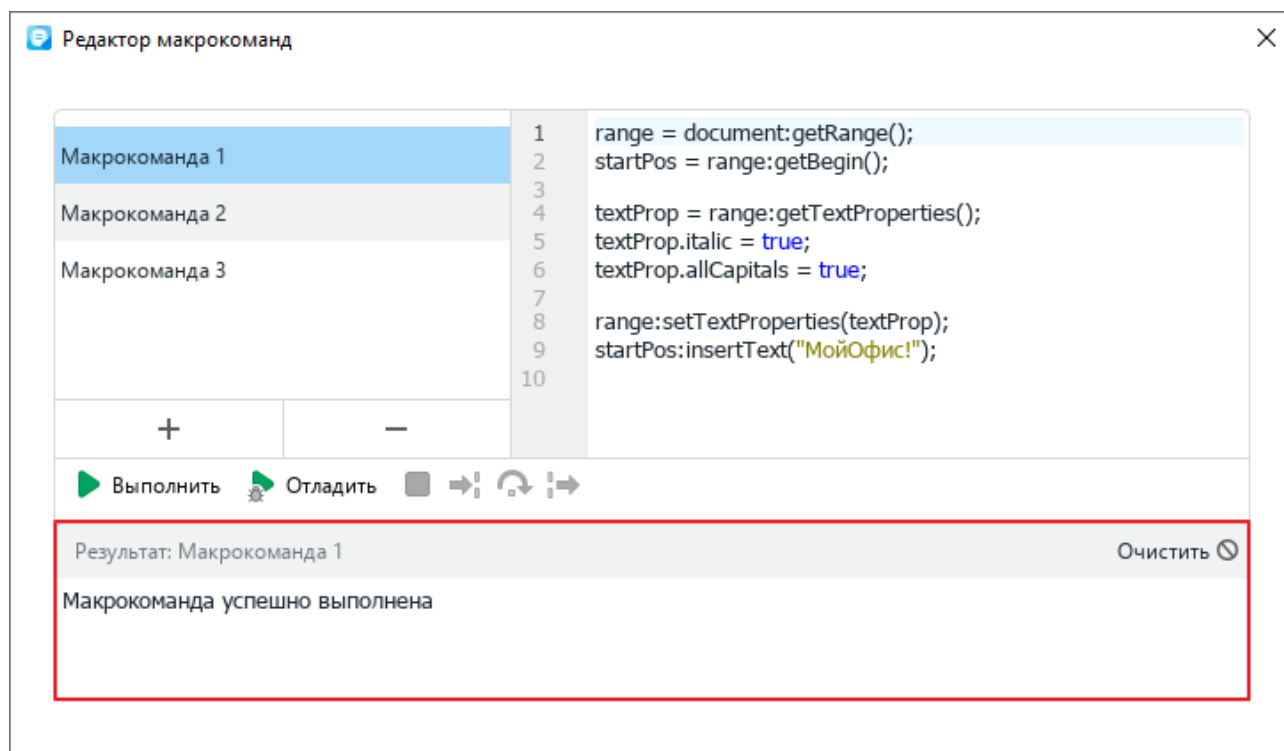 Редактор макрокоманд
Макрокоманда 1
Макрокоманда 2
Макрокоманда 3
1 range = document:getRange();
2 startPos = range:getBegin();
3
4 textProp = range:getTextProperties();
5 textProp.italic = true;
6 textProp.allCapitals = true;
7
8 range:setTextProperties(textProp);
9 startPos:insertText("МойОфис!");
10
Выполнить Отладить
Результат: Макрокоманда 1 Очистить
Макрокоманда успешно выполнена